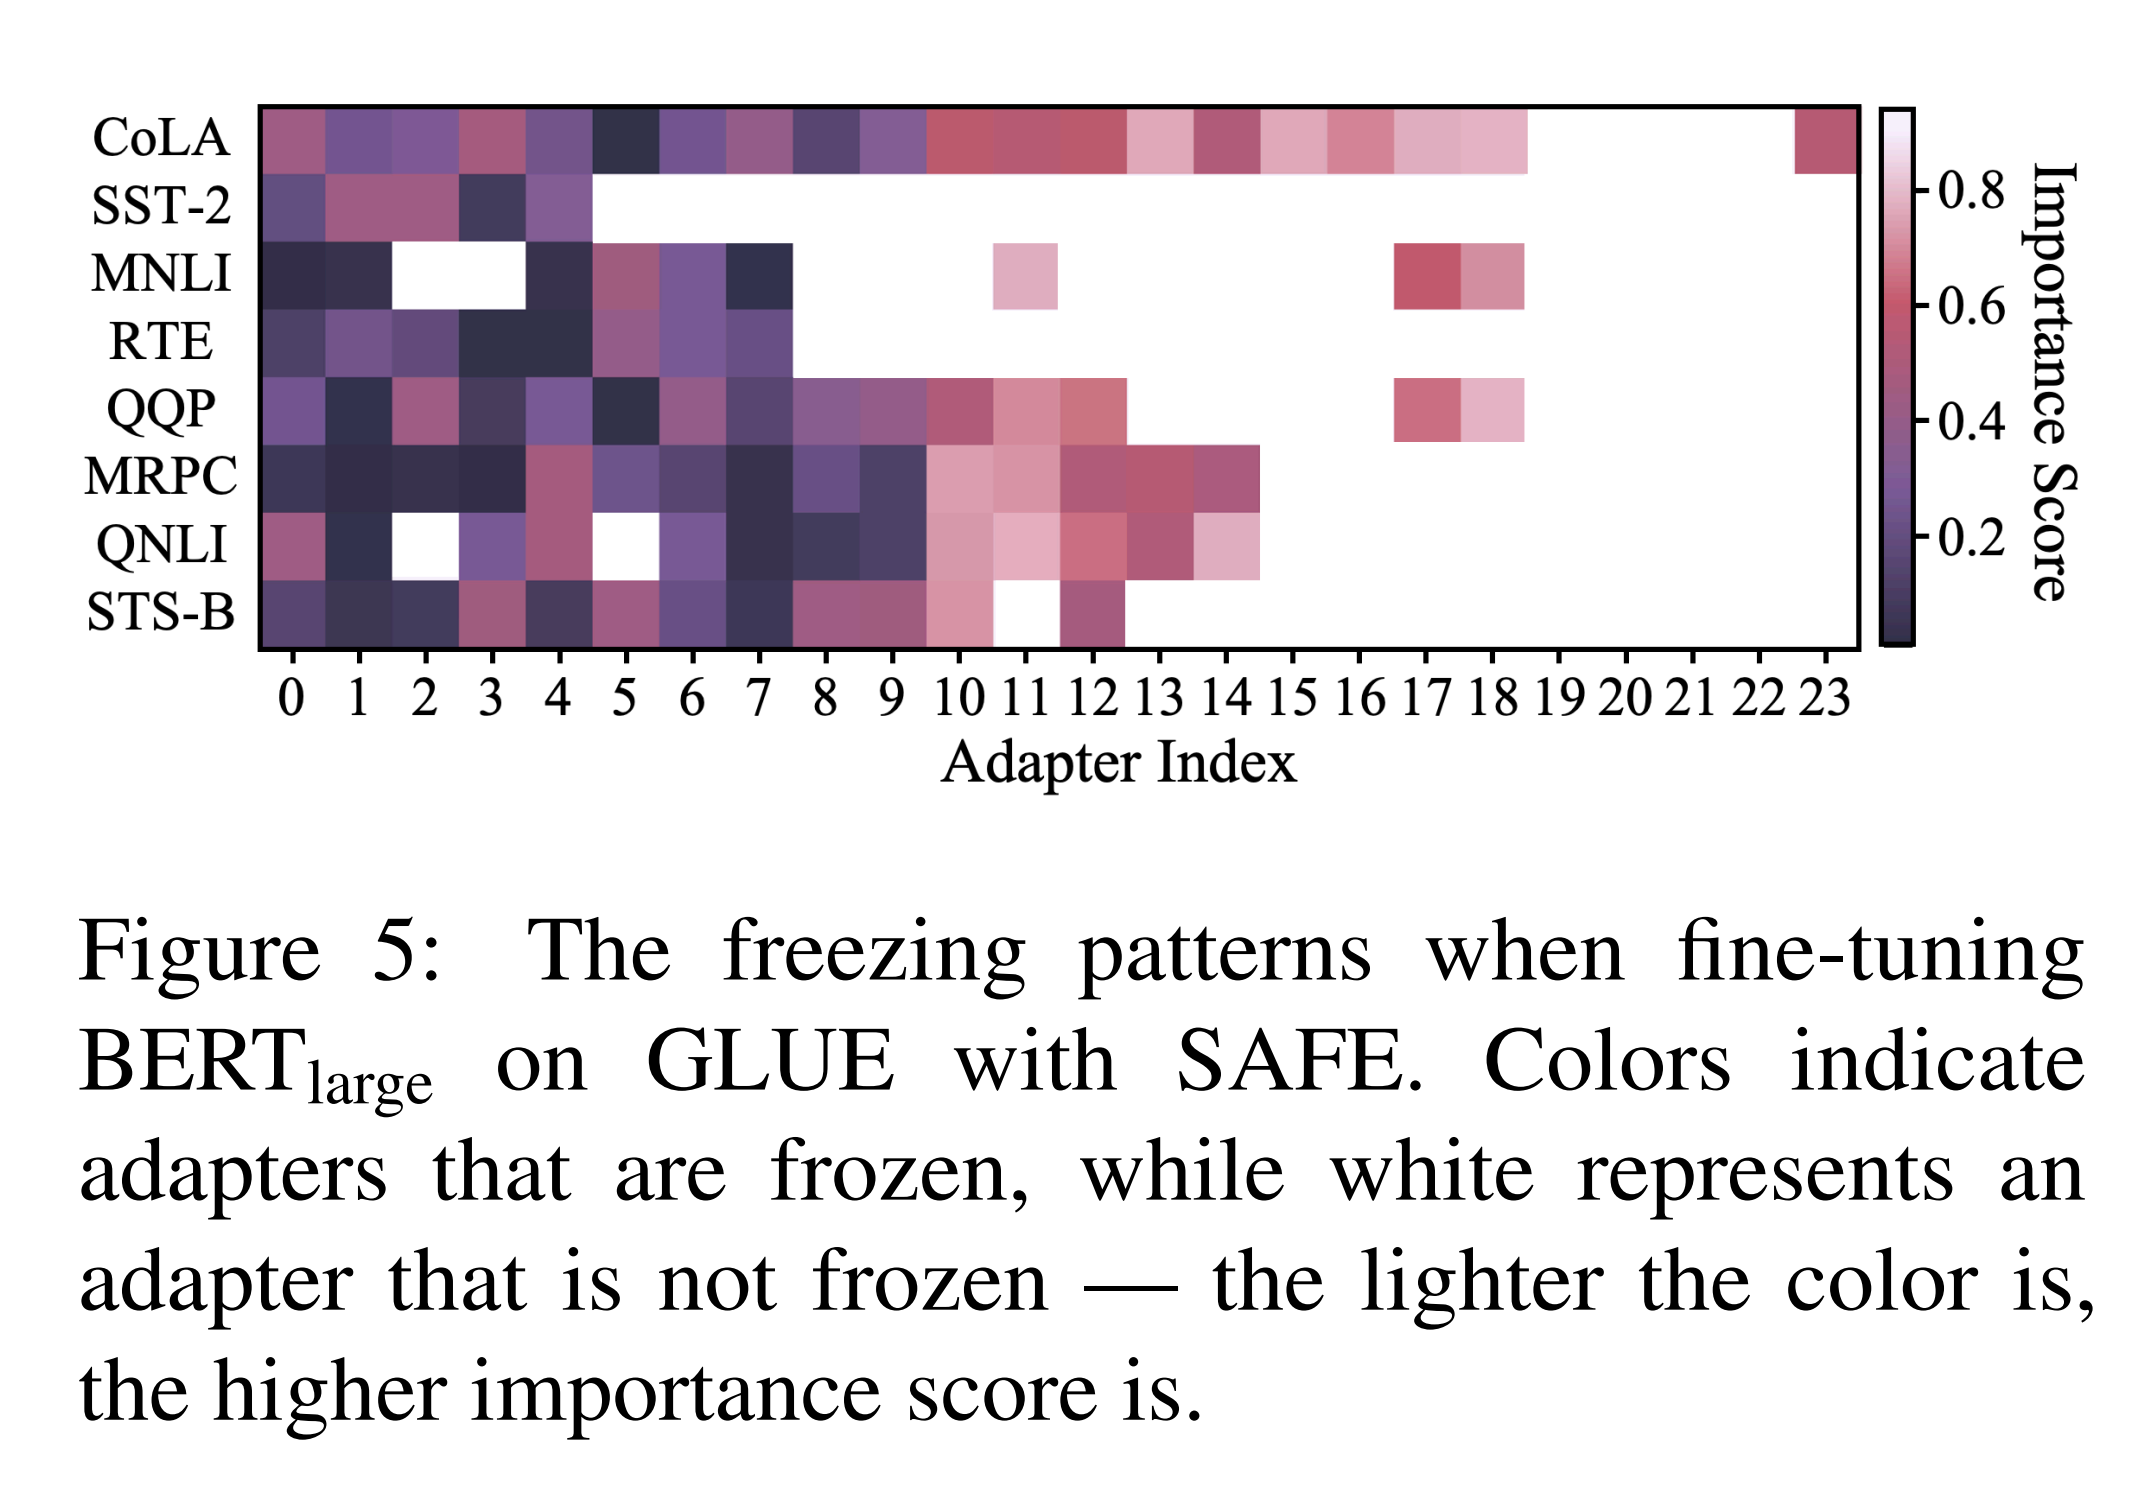 CoLA
SST-2
MNLI
RTE
QQP
MRPC
QNLI
STS-B
0 1 2 3 4 5 6 7 8 9 10 11 12 13 14 15 16 17 18 19 20 21 22 23
Adapter Index
0.8
0.6
0.4
0.2
Importance Score
Figure 5: The freezing patterns when fine-tuning
BERTlarge on GLUE with SAFE. Colors indicate
adapters that are frozen, while white represents an
adapter that is not frozen — the lighter the color is,
the higher importance score is.